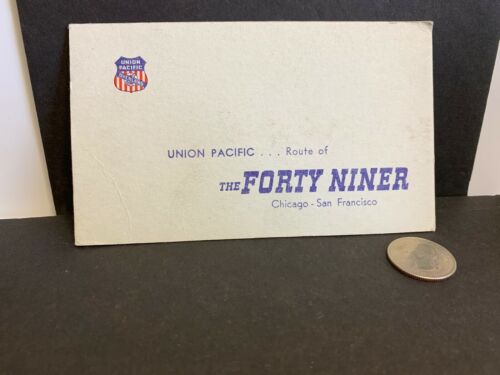 UNION
PACIFIC
UNION PACIFIC . . . Route of
THE FORTY NINER
Chicago - San Francisco